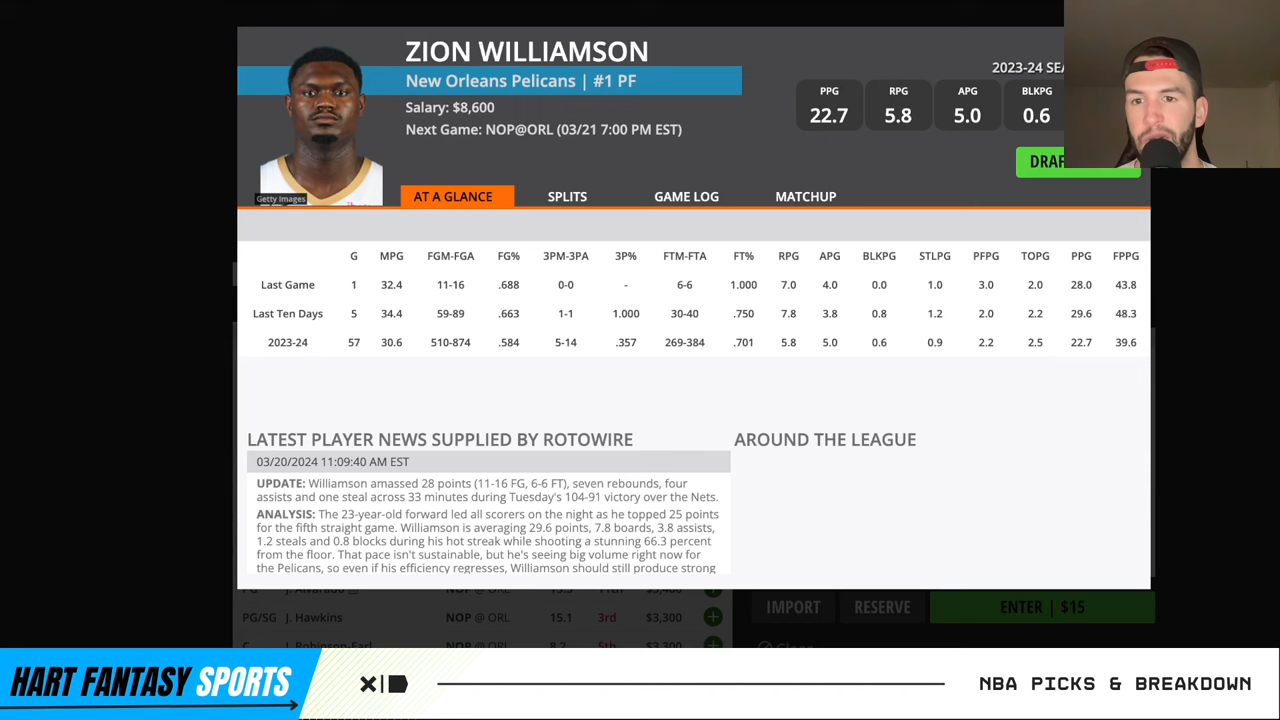 ZION WILLIAMSON
New Orleans Pelicans | #1 PF
Salary: $8,600
Next Game: NOP@ORL (03/21 7:00 PM EST)
2023-24 SEA
PPG RPG APG BLKPG
22.7 5.8 5.0 0.6
DRAF
Getty Images
AT A GLANCE SPLITS GAME LOG MATCHUP
G MPG FGM-FGA FG% 3PM-3PA 3P% FTM-FTA FT% RPG APG BLKPG STLPG PFPG TOPG PPG FPPG
Last Game 1 32.4 11-16 .688 0-0 - 6-6 1.000 7.0 4.0 0.0 1.0 3.0 2.0 28.0 43.8
Last Ten Days 5 34.4 59-89 .663 1-1 1.000 30-40 .750 7.8 3.8 0.8 1.2 2.0 2.2 29.6 48.3
2023-24 57 30.6 510-874 .584 5-14 .357 269-384 .701 5.8 5.0 0.6 0.9 2.2 2.5 22.7 39.6
LATEST PLAYER NEWS SUPPLIED BY ROTOWIRE
03/20/2024 11:09:40 AM EST
UPDATE: Williamson amassed 28 points (11-16 FG, 6-6 FT), seven rebounds, four
assists and one steal across 33 minutes during Tuesday's 104-91 victory over the Nets.
ANALYSIS: The 23-year-old forward led all scorers on the night as he topped 25 points
for the fifth straight game. Williamson is averaging 29.6 points, 7.8 boards, 3.8 assists,
1.2 steals and 0.8 blocks during his hot streak while shooting a stunning 66.3 percent
from the floor. That pace isn't sustainable, but he's seeing big volume right now for
the Pelicans, so even if his efficiency regresses, Williamson should still produce strong
AROUND THE LEAGUE
PG/SG J. Hawkins NOP @ ORL 15.1 3rd $3,300
IMPORT RESERVE ENTER | $15
HART FANTASY SPORTS
NBA PICKS & BREAKDOWN